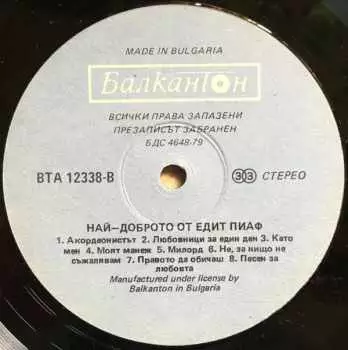 MADE IN BULGARIA
Балкантон
ВСИЧКИ ПРАВА ЗАПАЗЕНИ
ПРЕЗАПИСЪТ ЗАБРАНЕН
БДС 4648-79
ВТА 12338-В
33 СТЕРЕО
НАЙ—ДОБРОТО ОТ ЕДИТ ПИАФ
1. Акордеонистът 2. Любовници за един ден 3. Като
мен 4. Моят манеж 5. Милорд 6. Не, за нищо не
съжалявам 7. Правото да обичаш 8. Песен за
любовта
Manufactured under license by
Balkanton in Bulgaria